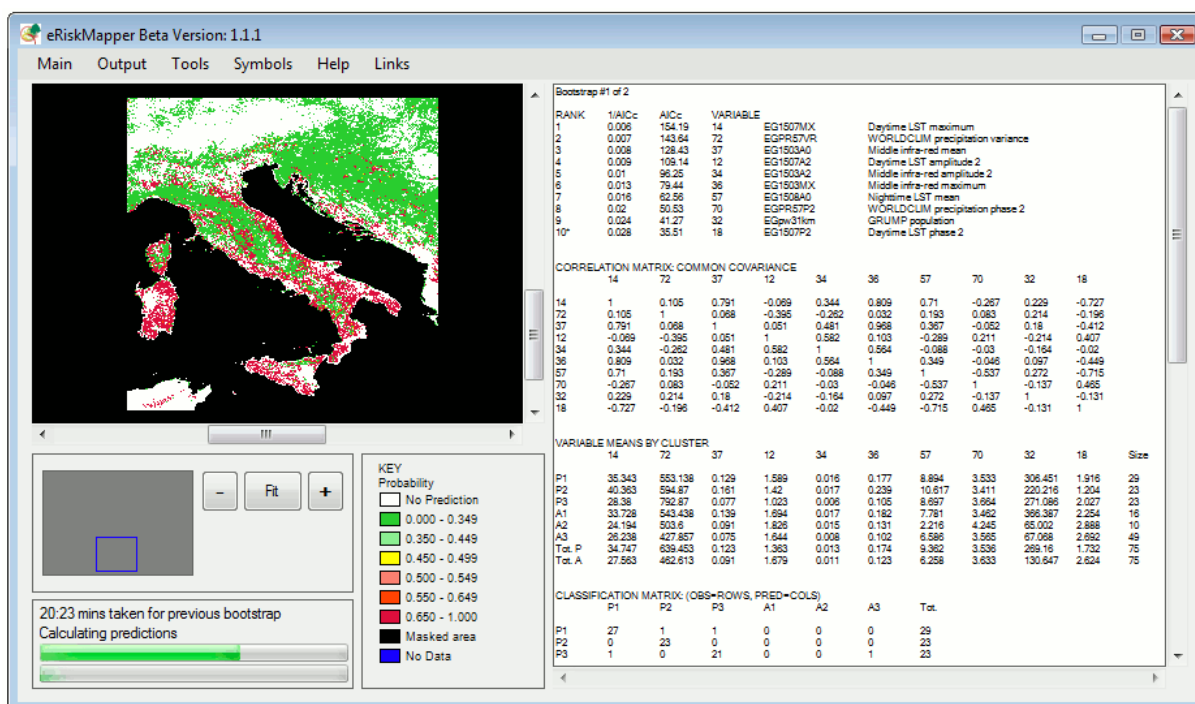 eRiskMapper Beta Version: 1.1.1
Main Output Tools Symbols Help Links
Bootstrap #1 of 2
RANK 1/AICc AICc VARIABLE
1 0.006 154.19 14 EG1507MX Daytime LST maximum
2 0.007 143.64 72 EGPR57VR WORLDCLIM precipitation variance
3 0.008 128.43 37 EG1503A0 Middle infra-red mean
4 0.009 109.14 12 EG1507A2 Daytime LST amplitude 2
5 0.01 96.25 34 EG1503A2 Middle infra-red amplitude 2
6 0.013 79.44 36 EG1503MX Middle infra-red maximum
7 0.016 62.56 57 EG1508A0 Nighttime LST mean
8 0.02 50.53 70 EGPR57P2 WORLDCLIM precipitation phase 2
9 0.024 41.27 32 EGpw31km GRUMP population
10* 0.028 35.51 18 EG1507P2 Daytime LST phase 2
CORRELATION MATRIX: COMMON COVARIANCE
14 72 37 12 34 36 57 70 32 18
14 1 0.105 0.791 -0.069 0.344 0.809 0.71 -0.267 0.229 -0.727
72 0.105 1 0.068 -0.395 -0.262 0.032 0.193 0.083 0.214 -0.196
37 0.791 0.068 1 0.051 0.481 0.968 0.367 -0.052 0.18 -0.412
12 -0.069 -0.395 0.051 1 0.582 0.103 -0.289 0.211 -0.214 0.407
34 0.344 -0.262 0.481 0.582 1 0.564 -0.088 -0.03 -0.164 -0.02
36 0.809 0.032 0.968 0.103 0.564 1 0.349 -0.046 0.097 -0.449
57 0.71 0.193 0.367 -0.289 -0.088 0.349 1 -0.537 0.272 -0.715
70 -0.267 0.083 -0.052 0.211 -0.03 -0.046 -0.537 1 -0.137 0.465
32 0.229 0.214 0.18 -0.214 -0.164 0.097 0.272 -0.137 1 -0.131
18 -0.727 -0.196 -0.412 0.407 -0.02 -0.449 -0.715 0.465 -0.131 1
VARIABLE MEANS BY CLUSTER
14 72 37 12 34 36 57 70 32 18 Size
P1 35.343 553.138 0.129 1.589 0.016 0.177 8.894 3.533 306.451 1.916 29
P2 40.363 594.87 0.161 1.42 0.017 0.239 10.617 3.411 220.216 1.204 23
P3 28.38 792.87 0.077 1.023 0.006 0.105 8.697 3.664 271.086 2.027 23
A1 33.728 543.438 0.139 1.694 0.017 0.182 7.781 3.462 366.387 2.254 16
A2 24.194 503.6 0.091 1.826 0.015 0.131 2.216 4.245 65.002 2.888 10
A3 26.238 427.857 0.075 1.644 0.008 0.102 6.586 3.565 67.068 2.692 49
Tot. P 34.747 639.453 0.123 1.363 0.013 0.174 9.362 3.536 269.16 1.732 75
Tot. A 27.563 462.613 0.091 1.679 0.011 0.123 6.258 3.633 130.647 2.624 75
CLASSIFICATION MATRIX: (OBS=ROWS, PRED=COLS)
P1 P2 P3 A1 A2 A3 Tot.
P1 27 1 1 0 0 0 29
P2 0 23 0 0 0 0 23
P3 1 0 21 0 0 1 23
- Fit +
20:23 mins taken for previous bootstrap
Calculating predictions
KEY
Probability
No Prediction
0.000 - 0.349
0.350 - 0.449
0.450 - 0.499
0.500 - 0.549
0.550 - 0.649
0.650 - 1.000
Masked area
No Data